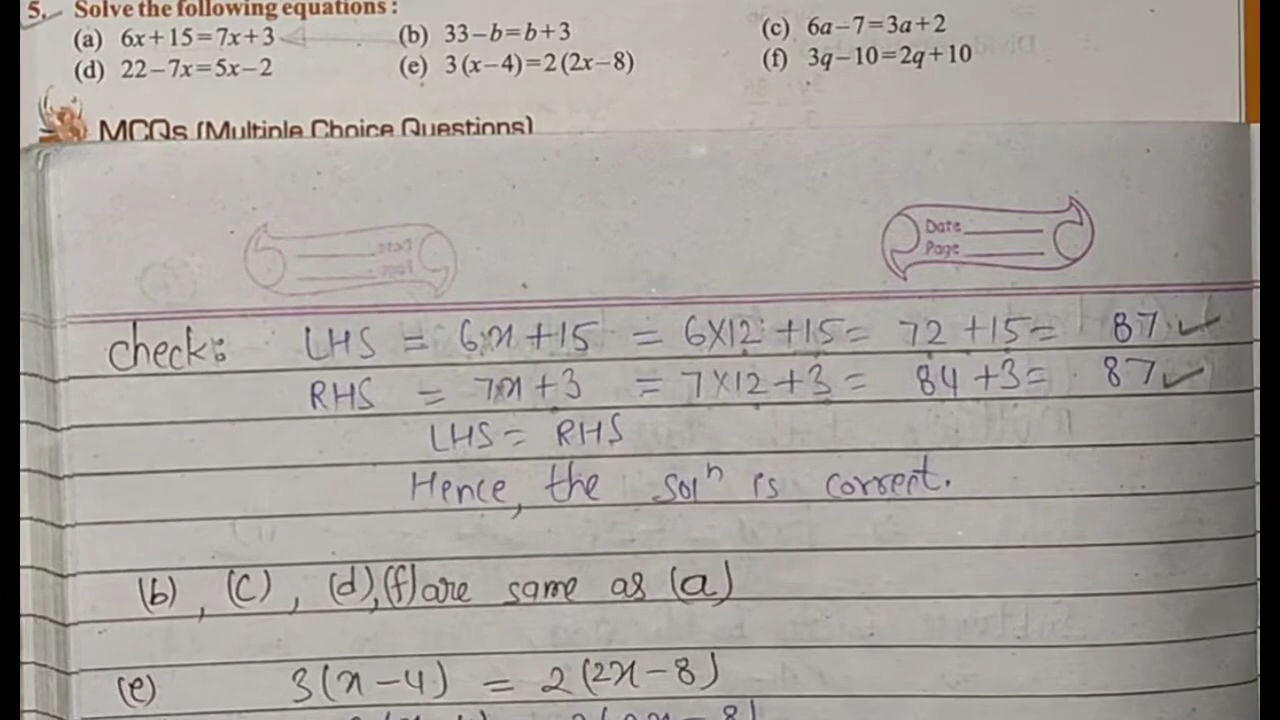 5. Solve the following equations :
(a) 6x+15=7x+3 (b) 33-b=b+3 (c) 6a-7=3a+2
(d) 22-7x=5x-2 (e) 3(x-4)=2(2x-8) (f) 3q-10=2q+10
MCQs (Multiple Choice Questions)
Date
Page
check: LHS = 6x+15 = 6×12 +15 = 72 +15 = 87 ✓
RHS = 7x+3 = 7×12+3 = 84+3= 87 ✓
LHS = RHS
Hence, the solⁿ is correct.
(b), (c), (d),(f) are same as (a)
(e) 3(x-4) = 2(2x-8)